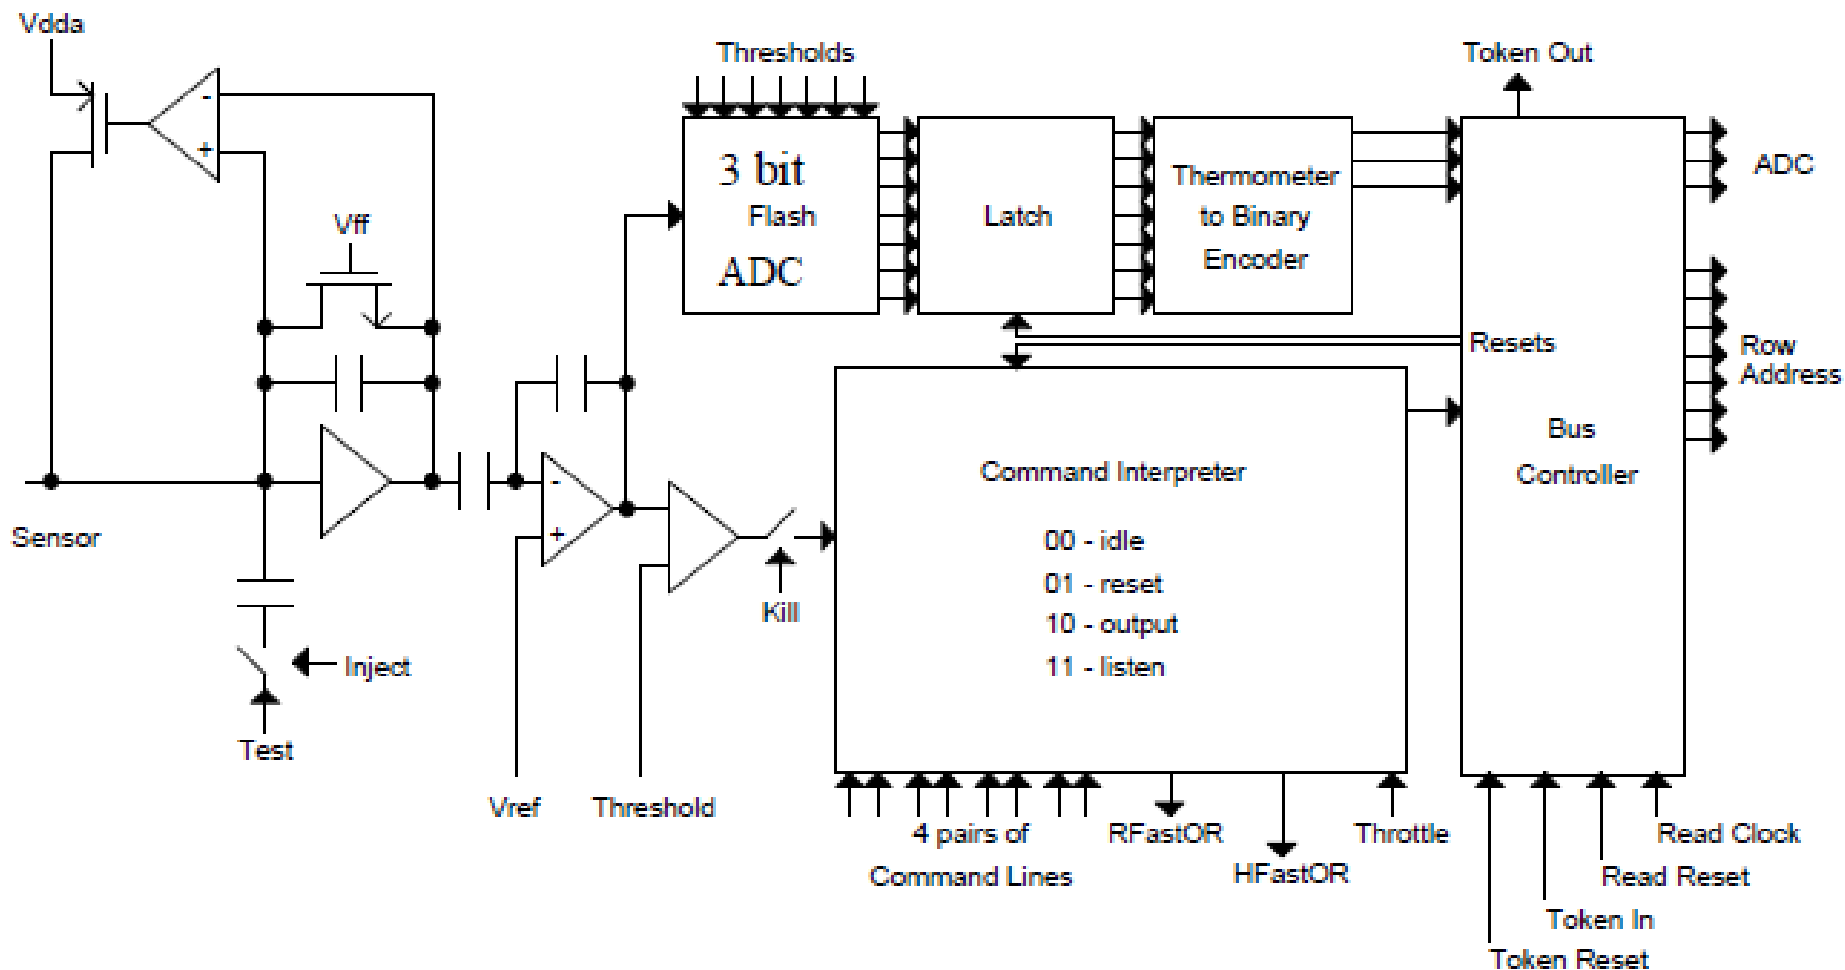 Vdda
-
+
Vff
Sensor
Inject
Test
-
+
Vref
Threshold
Kill
Thresholds
3 bit
Flash
ADC
Latch
Thermometer
to Binary
Encoder
Resets
Command Interpreter
00 - idle
01 - reset
10 - output
11 - listen
4 pairs of
Command Lines
RFastOR
HFastOR
Throttle
Token Out
ADC
Row
Address
Bus
Controller
Read Clock
Read Reset
Token In
Token Reset